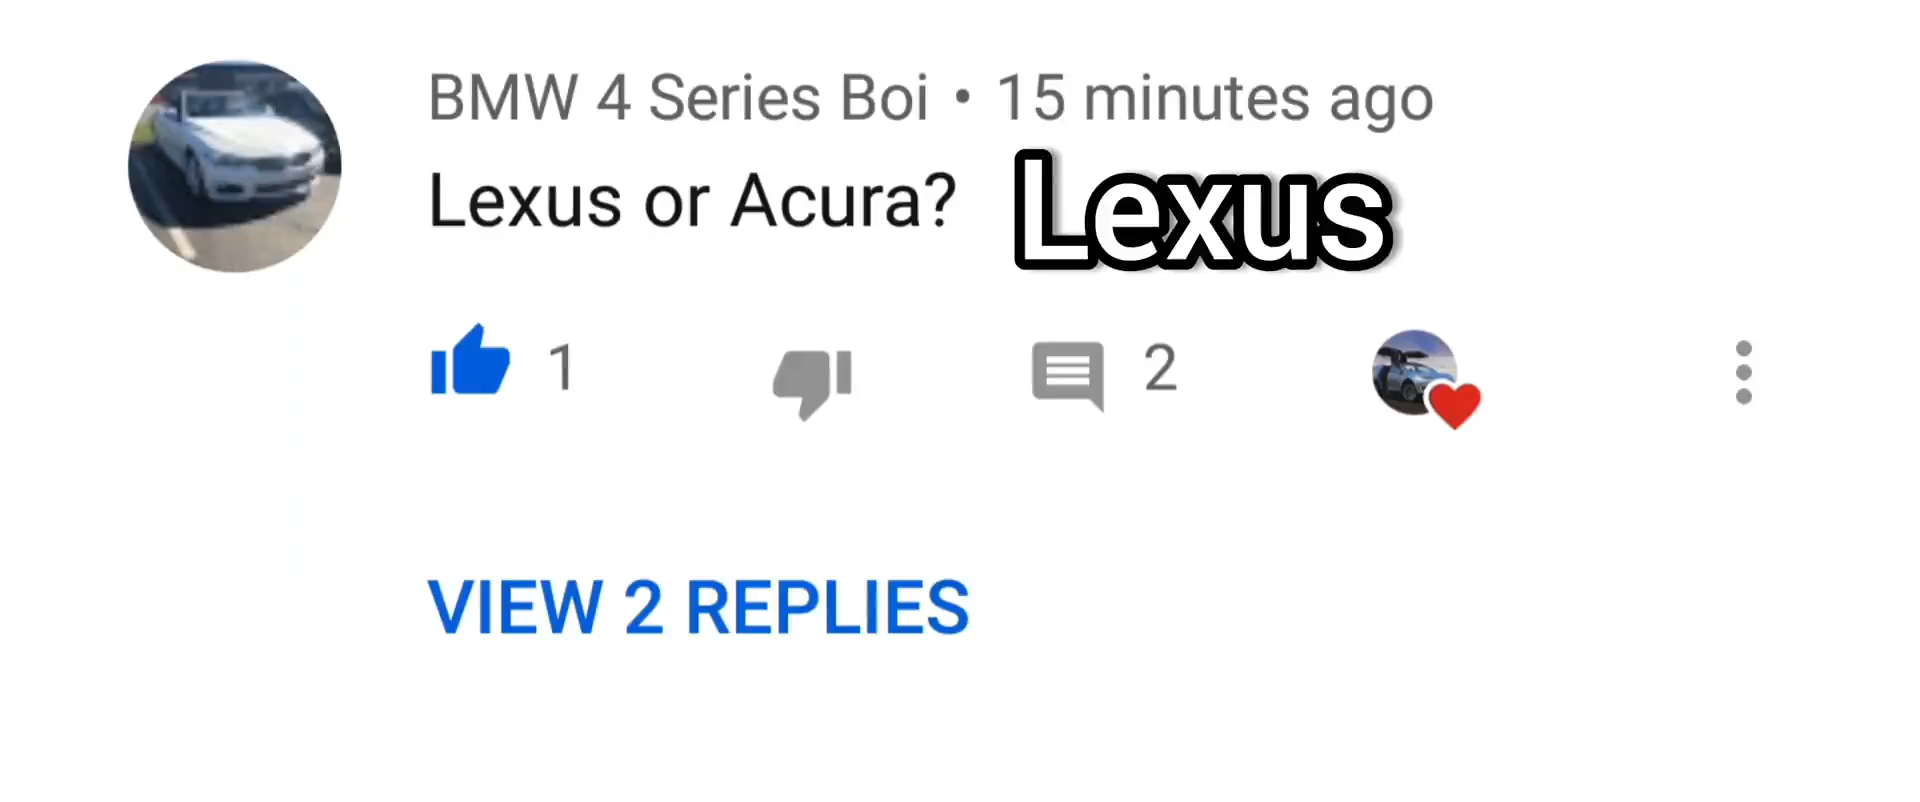 BMW 4 Series Boi • 15 minutes ago
Lexus or Acura? Lexus
1 2
VIEW 2 REPLIES